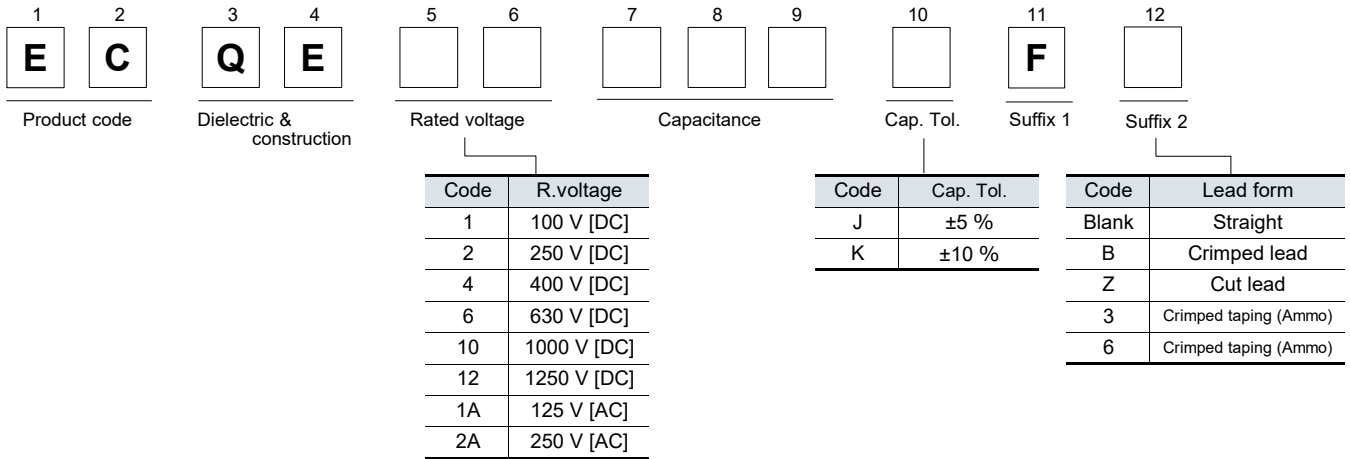 1 2 3 4 5 6 7 8 9 10 11 12
E C Q E F
Product code Dielectric & Rated voltage Capacitance Cap. Tol. Suffix 1 Suffix 2
construction
Code R.voltage Code Cap. Tol. Code Lead form
1 100 V [DC] J ±5 % Blank Straight
2 250 V [DC] K ±10 % B Crimped lead
4 400 V [DC] Z Cut lead
6 630 V [DC] 3 Crimped taping (Ammo)
10 1000 V [DC] 6 Crimped taping (Ammo)
12 1250 V [DC]
1A 125 V [AC]
2A 250 V [AC]